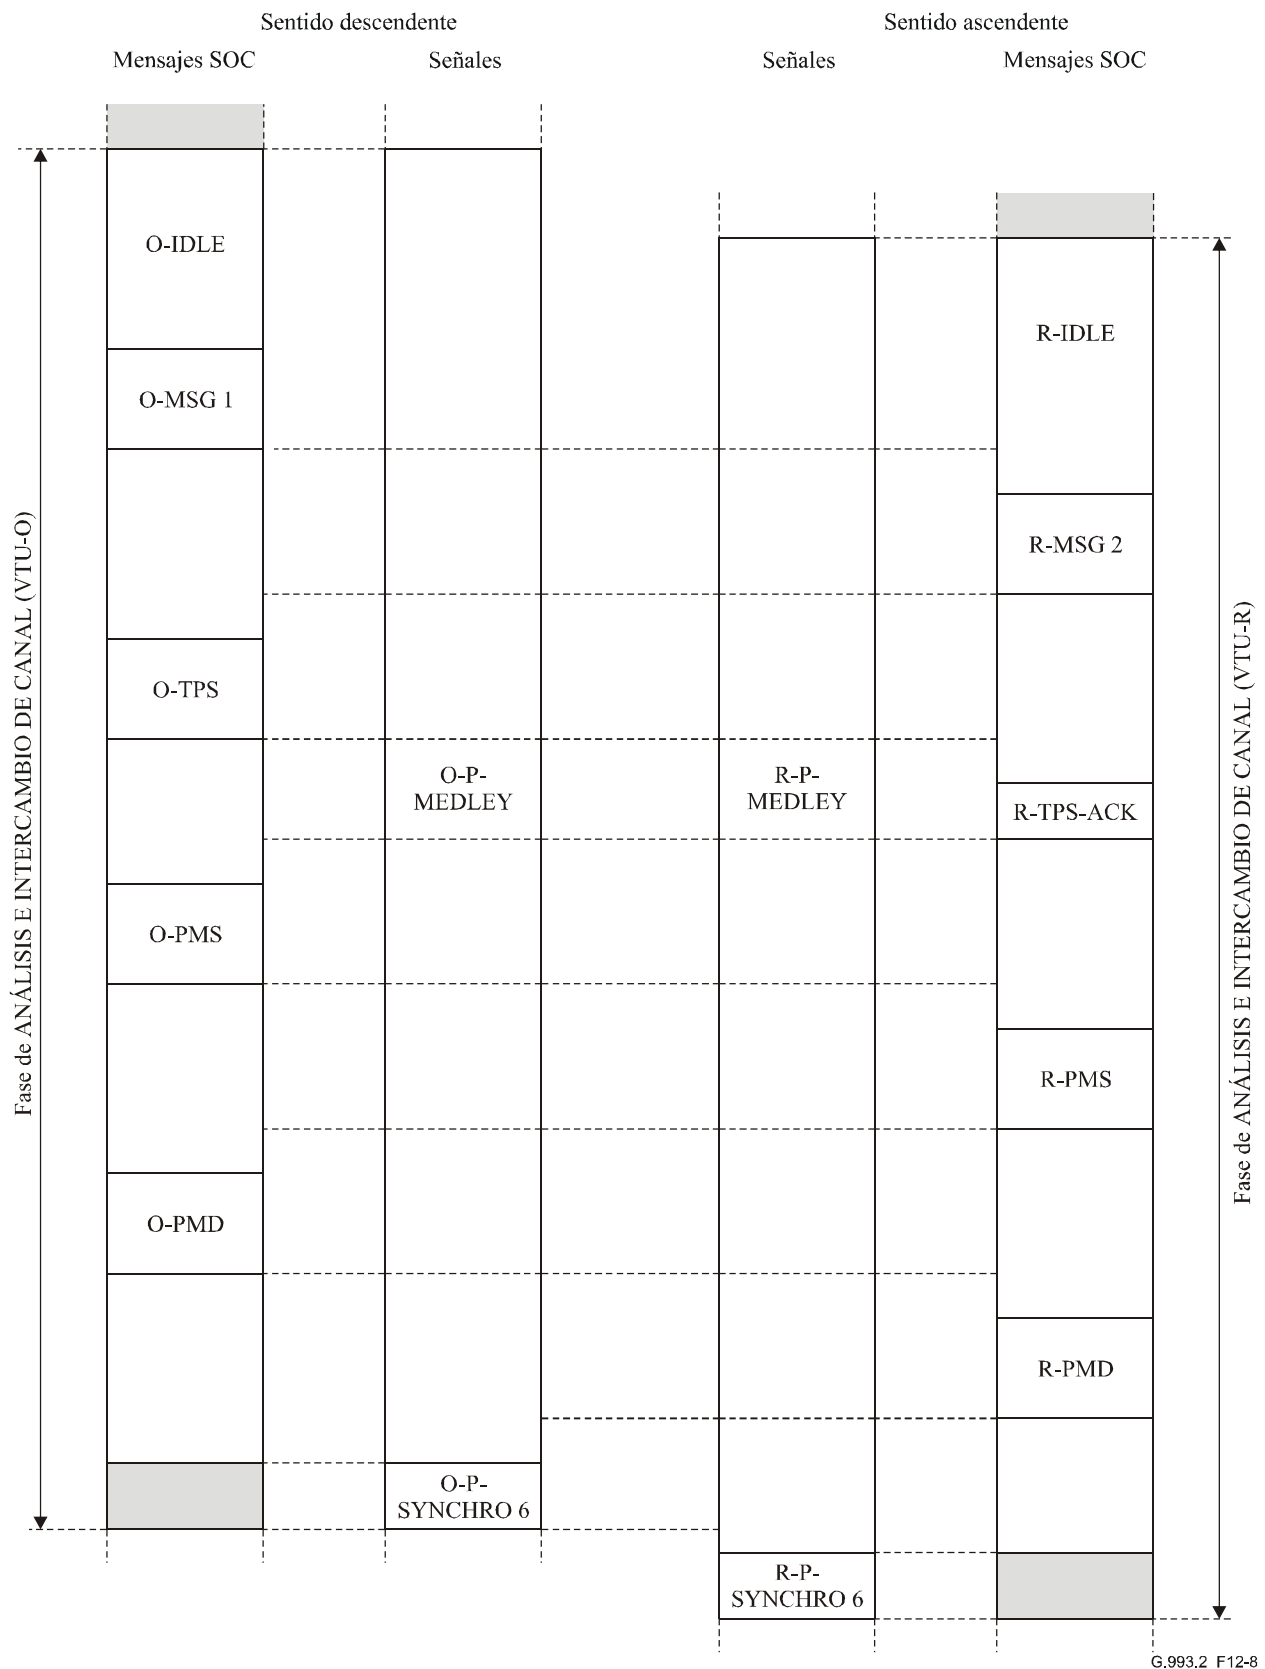 Sentido descendente
Sentido ascendente
Mensajes SOC
Señales
Señales
Mensajes SOC
O-IDLE
R-IDLE
O-MSG 1
R-MSG 2
O-TPS
O-P-
MEDLEY
R-P-
MEDLEY
R-TPS-ACK
O-PMS
R-PMS
O-PMD
R-PMD
O-P-
SYNCHRO 6
R-P-
SYNCHRO 6
Fase de ANÁLISIS E INTERCAMBIO DE CANAL (VTU-O)
Fase de ANÁLISIS E INTERCAMBIO DE CANAL (VTU-R)
G.993.2_F12-8